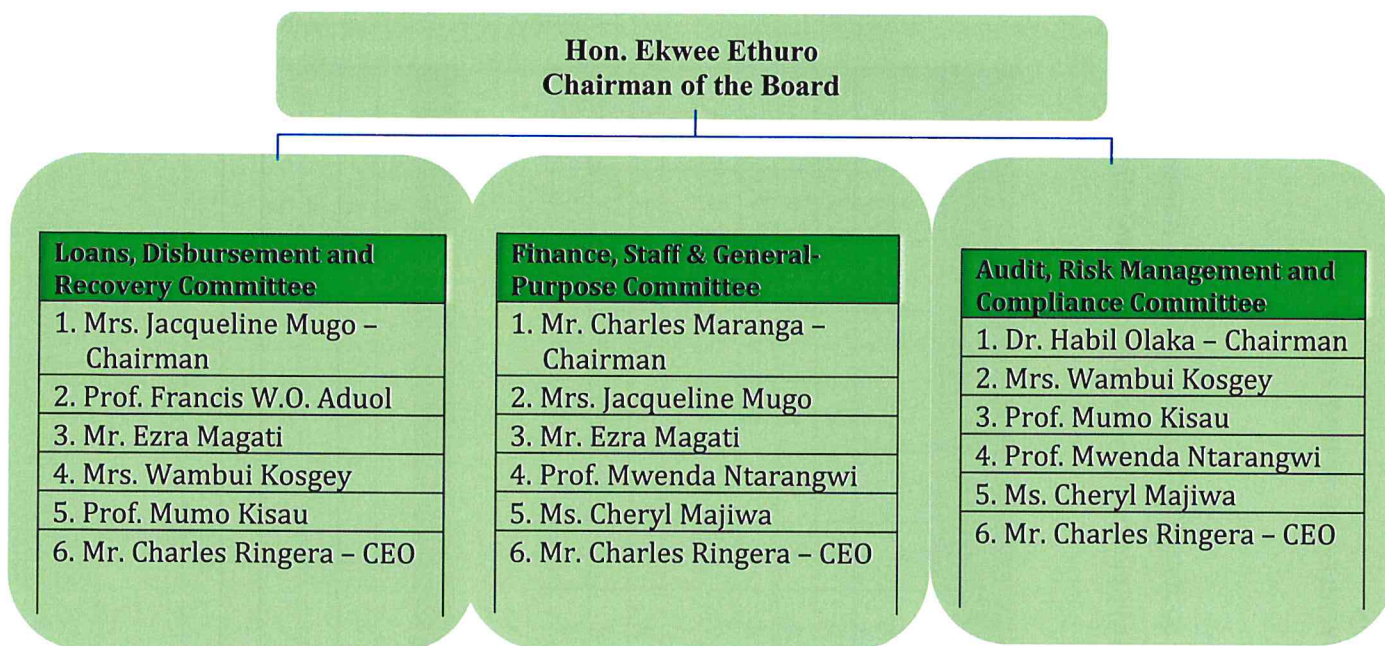 Hon. Ekwee Ethuro
Chairman of the Board
Loans, Disbursement and
Recovery Committee
1. Mrs. Jacqueline Mugo –
Chairman
2. Prof. Francis W.O. Aduol
3. Mr. Ezra Magati
4. Mrs. Wambui Kosgey
5. Prof. Mumo Kisau
6. Mr. Charles Ringera – CEO
Finance, Staff & General-
Purpose Committee
1. Mr. Charles Maranga –
Chairman
2. Mrs. Jacqueline Mugo
3. Mr. Ezra Magati
4. Prof. Mwenda Ntarangwi
5. Ms. Cheryl Majiwa
6. Mr. Charles Ringera – CEO
Audit, Risk Management and
Compliance Committee
1. Dr. Habil Olaka – Chairman
2. Mrs. Wambui Kosgey
3. Prof. Mumo Kisau
4. Prof. Mwenda Ntarangwi
5. Ms. Cheryl Majiwa
6. Mr. Charles Ringera – CEO